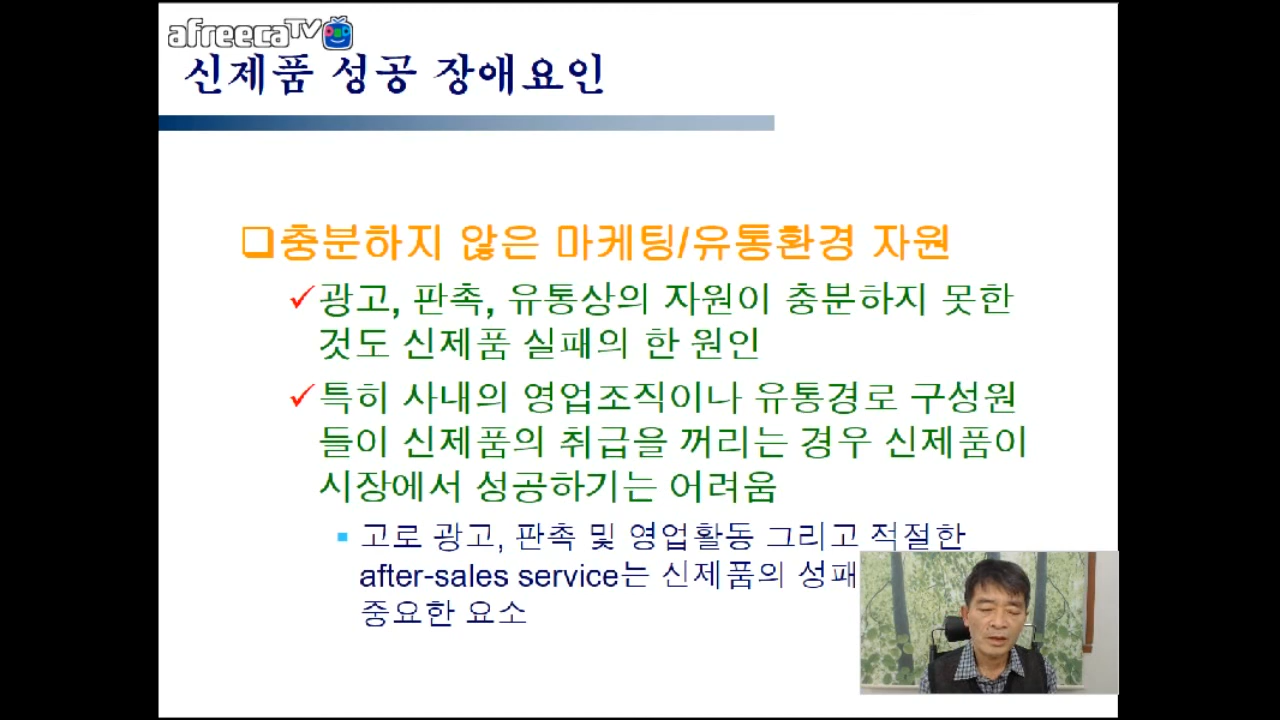 afreecaTV
신제품 성공 장애요인
충분하지 않은 마케팅/유통환경 자원
광고, 판촉, 유통상의 자원이 충분하지 못한
것도 신제품 실패의 한 원인
특히 사내의 영업조직이나 유통경로 구성원
들이 신제품의 취급을 꺼리는 경우 신제품이
시장에서 성공하기는 어려움
고로 광고, 판촉 및 영업활동 그리고 적절한
after-sales service는 신제품의 성패
중요한 요소